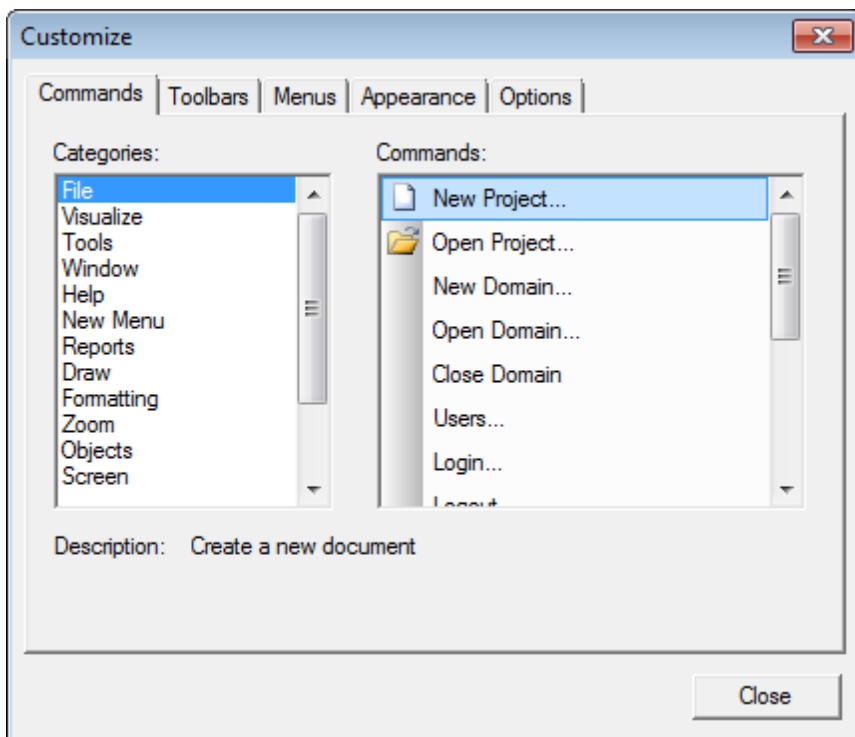 Customize
Commands Toolbars Menus Appearance Options
Categories:
File
Visualize
Tools
Window
Help
New Menu
Reports
Draw
Formatting
Zoom
Objects
Screen
Commands:
New Project...
Open Project...
New Domain...
Open Domain...
Close Domain
Users...
Login...
Logout
Description: Create a new document
Close